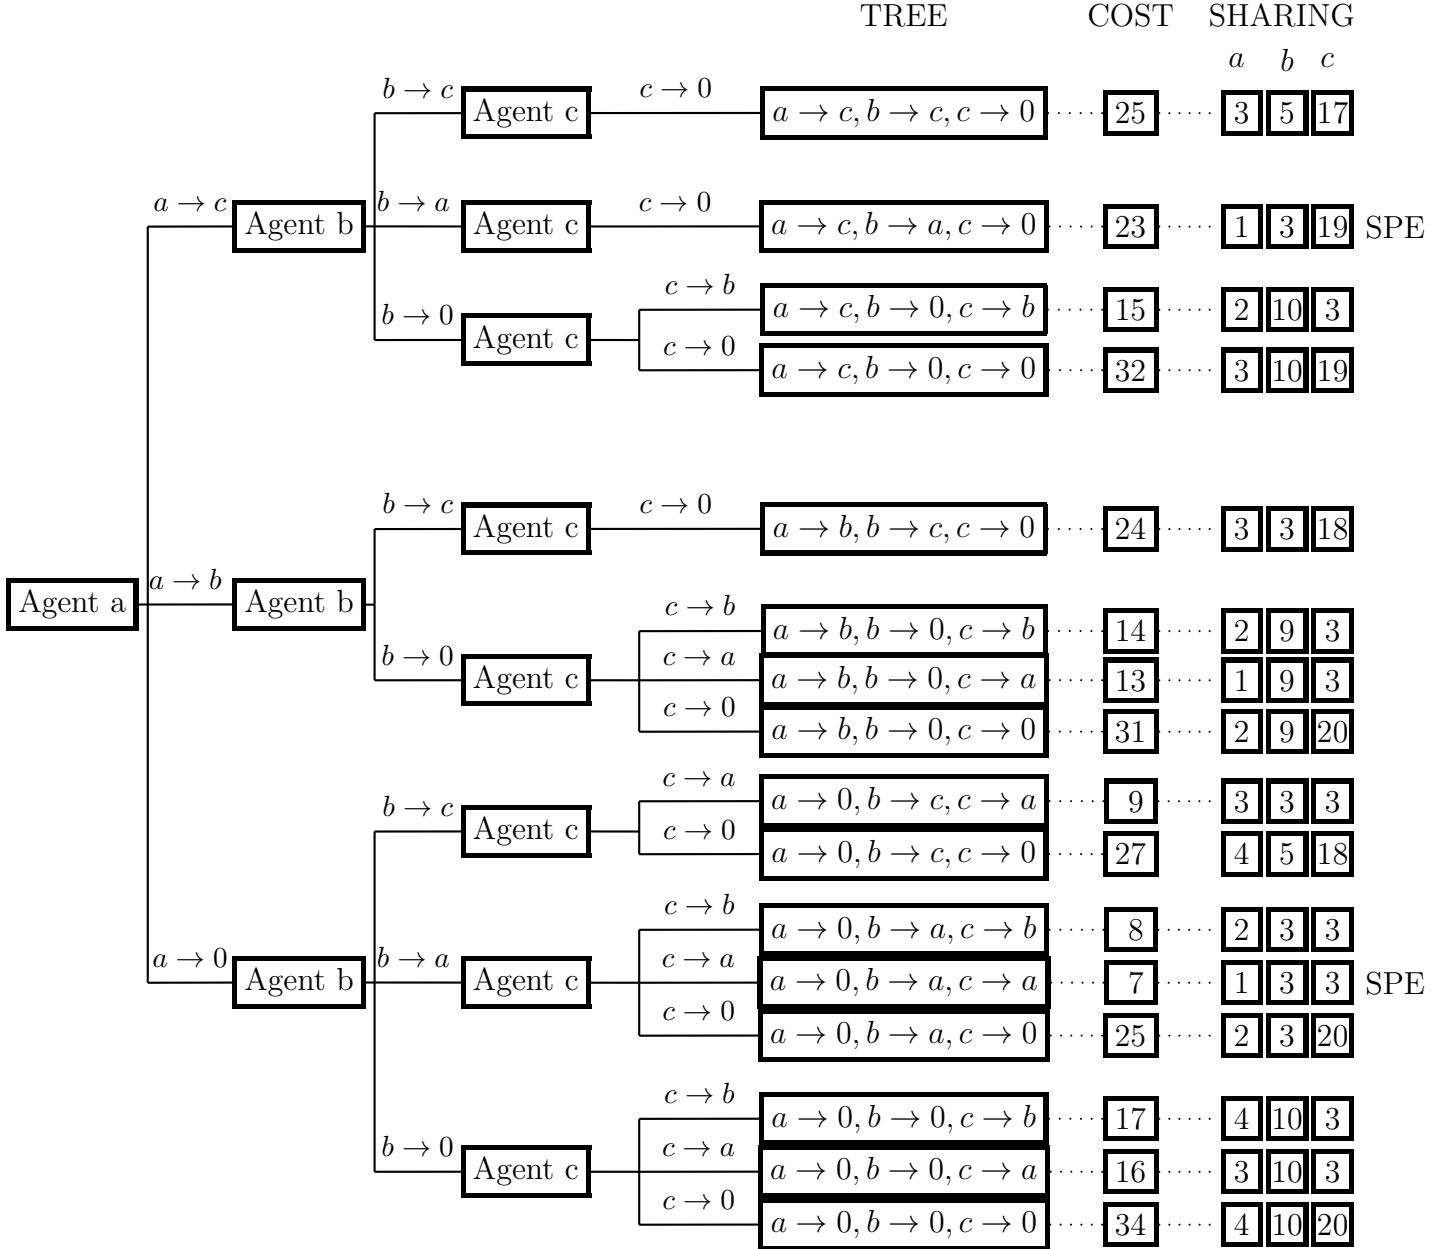 TREE COST SHARING
a b c
b → c c → 0
Agent c a → c, b → c, c → 0 25 3 5 17
a → c b → a c → 0
Agent b Agent c a → c, b → a, c → 0 23 1 3 19 SPE
c → b
b → 0 a → c, b → 0, c → b 15 2 10 3
Agent c c → 0
a → c, b → 0, c → 0 32 3 10 19
b → c c → 0
Agent c a → b, b → c, c → 0 24 3 3 18
a → b
Agent a Agent b
c → b
a → b, b → 0, c → b 14 2 9 3
b → 0 c → a
Agent c a → b, b → 0, c → a 13 1 9 3
c → 0
a → b, b → 0, c → 0 31 2 9 20
c → a
b → c a → 0, b → c, c → a 9 3 3 3
Agent c c → 0
a → 0, b → c, c → 0 27 4 5 18
c → b
a → 0, b → a, c → b 8 2 3 3
a → 0 b → a c → a
Agent b Agent c a → 0, b → a, c → a 7 1 3 3 SPE
c → 0
a → 0, b → a, c → 0 25 2 3 20
c → b
a → 0, b → 0, c → b 17 4 10 3
b → 0 c → a
Agent c a → 0, b → 0, c → a 16 3 10 3
c → 0
a → 0, b → 0, c → 0 34 4 10 20